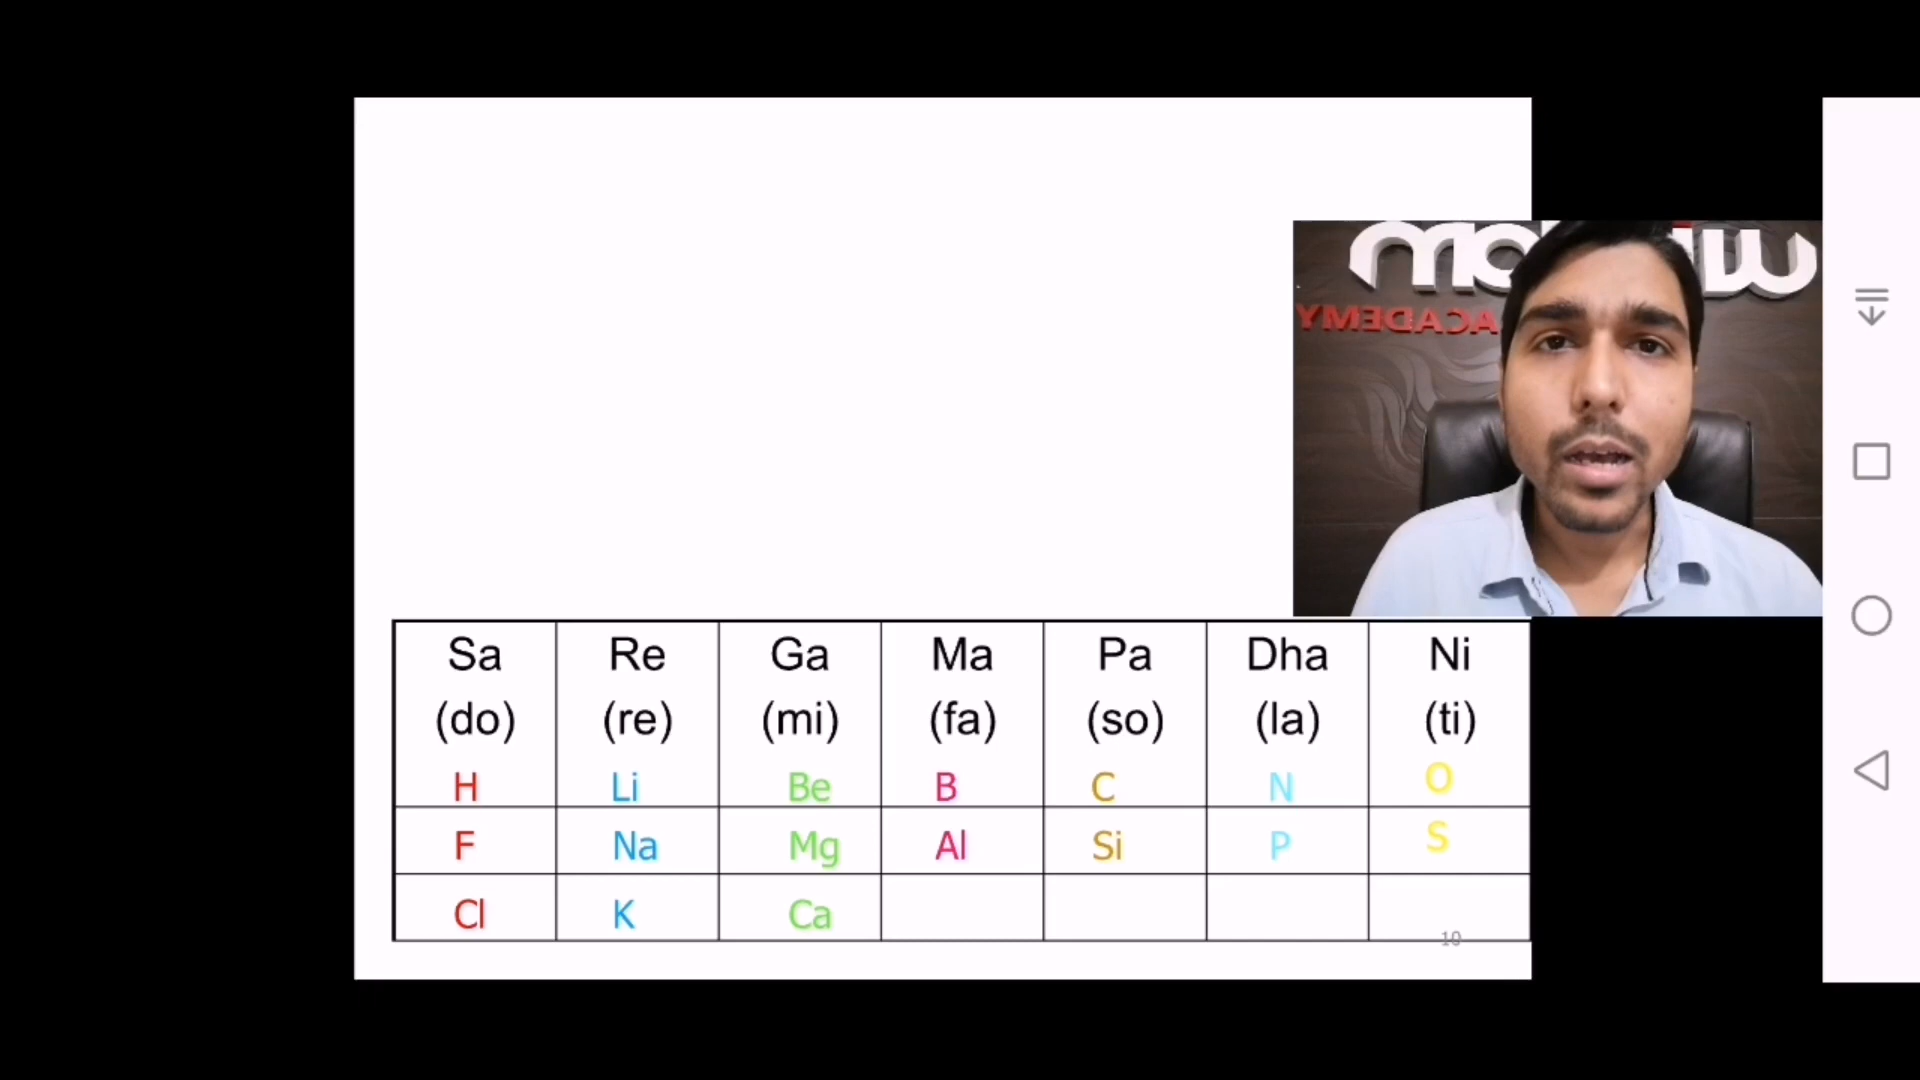 ACADEMY
Sa Re Ga Ma Pa Dha Ni
(do) (re) (mi) (fa) (so) (la) (ti)
H Li Be B C N O
F Na Mg Al Si P S
Cl K Ca
10